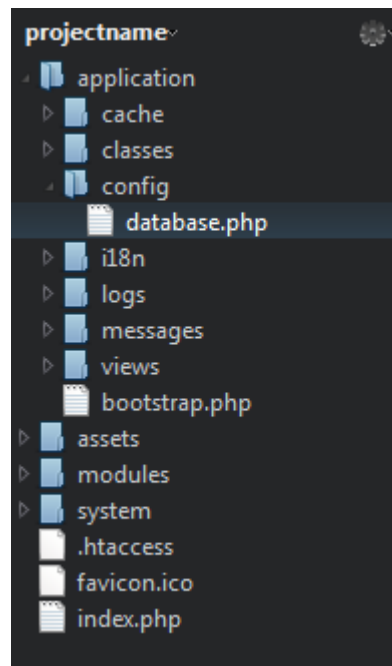 projectname
application
cache
classes
config
database.php
i18n
logs
messages
views
bootstrap.php
assets
modules
system
.htaccess
favicon.ico
index.php